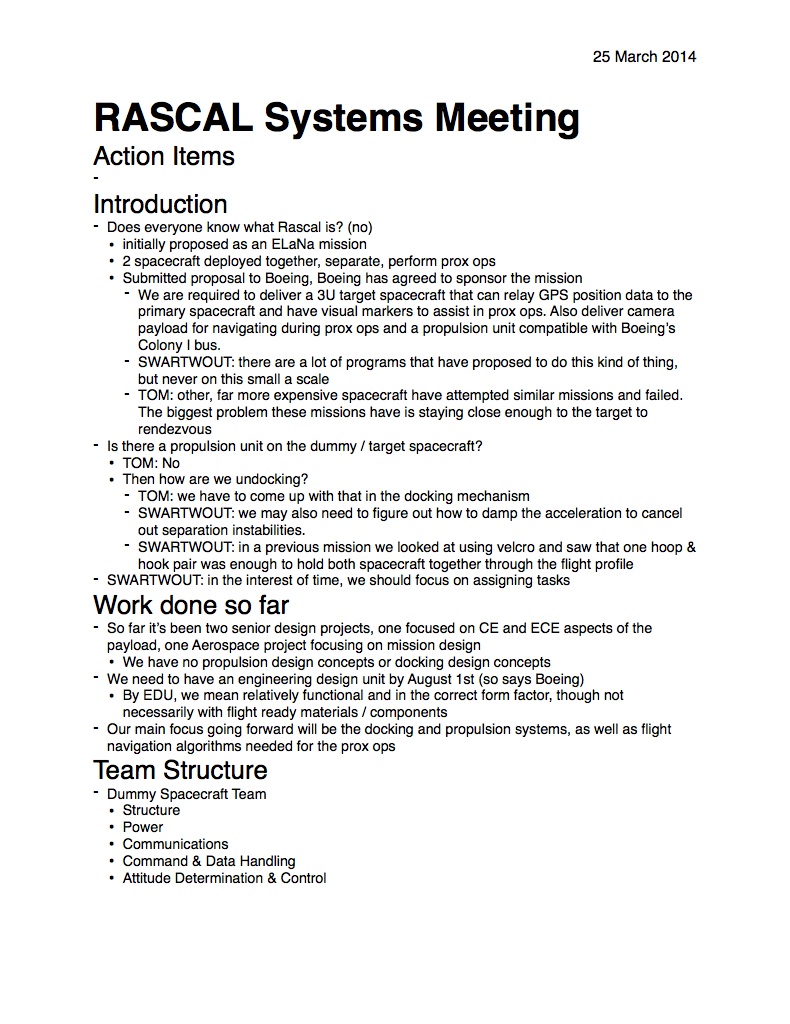 25 March 2014
RASCAL Systems Meeting
Action Items
-
Introduction
- Does everyone know what Rascal is? (no)
• initially proposed as an ELaNa mission
• 2 spacecraft deployed together, separate, perform prox ops
• Submitted proposal to Boeing, Boeing has agreed to sponsor the mission
- We are required to deliver a 3U target spacecraft that can relay GPS position data to the
primary spacecraft and have visual markers to assist in prox ops. Also deliver camera
payload for navigating during prox ops and a propulsion unit compatible with Boeing's
Colony I bus.
- SWARTWOUT: there are a lot of programs that have proposed to do this kind of thing,
but never on this small a scale
- TOM: other, far more expensive spacecraft have attempted similar missions and failed.
The biggest problem these missions have is staying close enough to the target to
rendezvous
- Is there a propulsion unit on the dummy / target spacecraft?
• TOM: No
• Then how are we undocking?
- TOM: we have to come up with that in the docking mechanism
- SWARTWOUT: we may also need to figure out how to damp the acceleration to cancel
out separation instabilities.
- SWARTWOUT: in a previous mission we looked at using velcro and saw that one hoop &
hook pair was enough to hold both spacecraft together through the flight profile
- SWARTWOUT: in the interest of time, we should focus on assigning tasks
Work done so far
- So far it's been two senior design projects, one focused on CE and ECE aspects of the
payload, one Aerospace project focusing on mission design
• We have no propulsion design concepts or docking design concepts
- We need to have an engineering design unit by August 1st (so says Boeing)
• By EDU, we mean relatively functional and in the correct form factor, though not
necessarily with flight ready materials / components
- Our main focus going forward will be the docking and propulsion systems, as well as flight
navigation algorithms needed for the prox ops
Team Structure
- Dummy Spacecraft Team
• Structure
• Power
• Communications
• Command & Data Handling
• Attitude Determination & Control